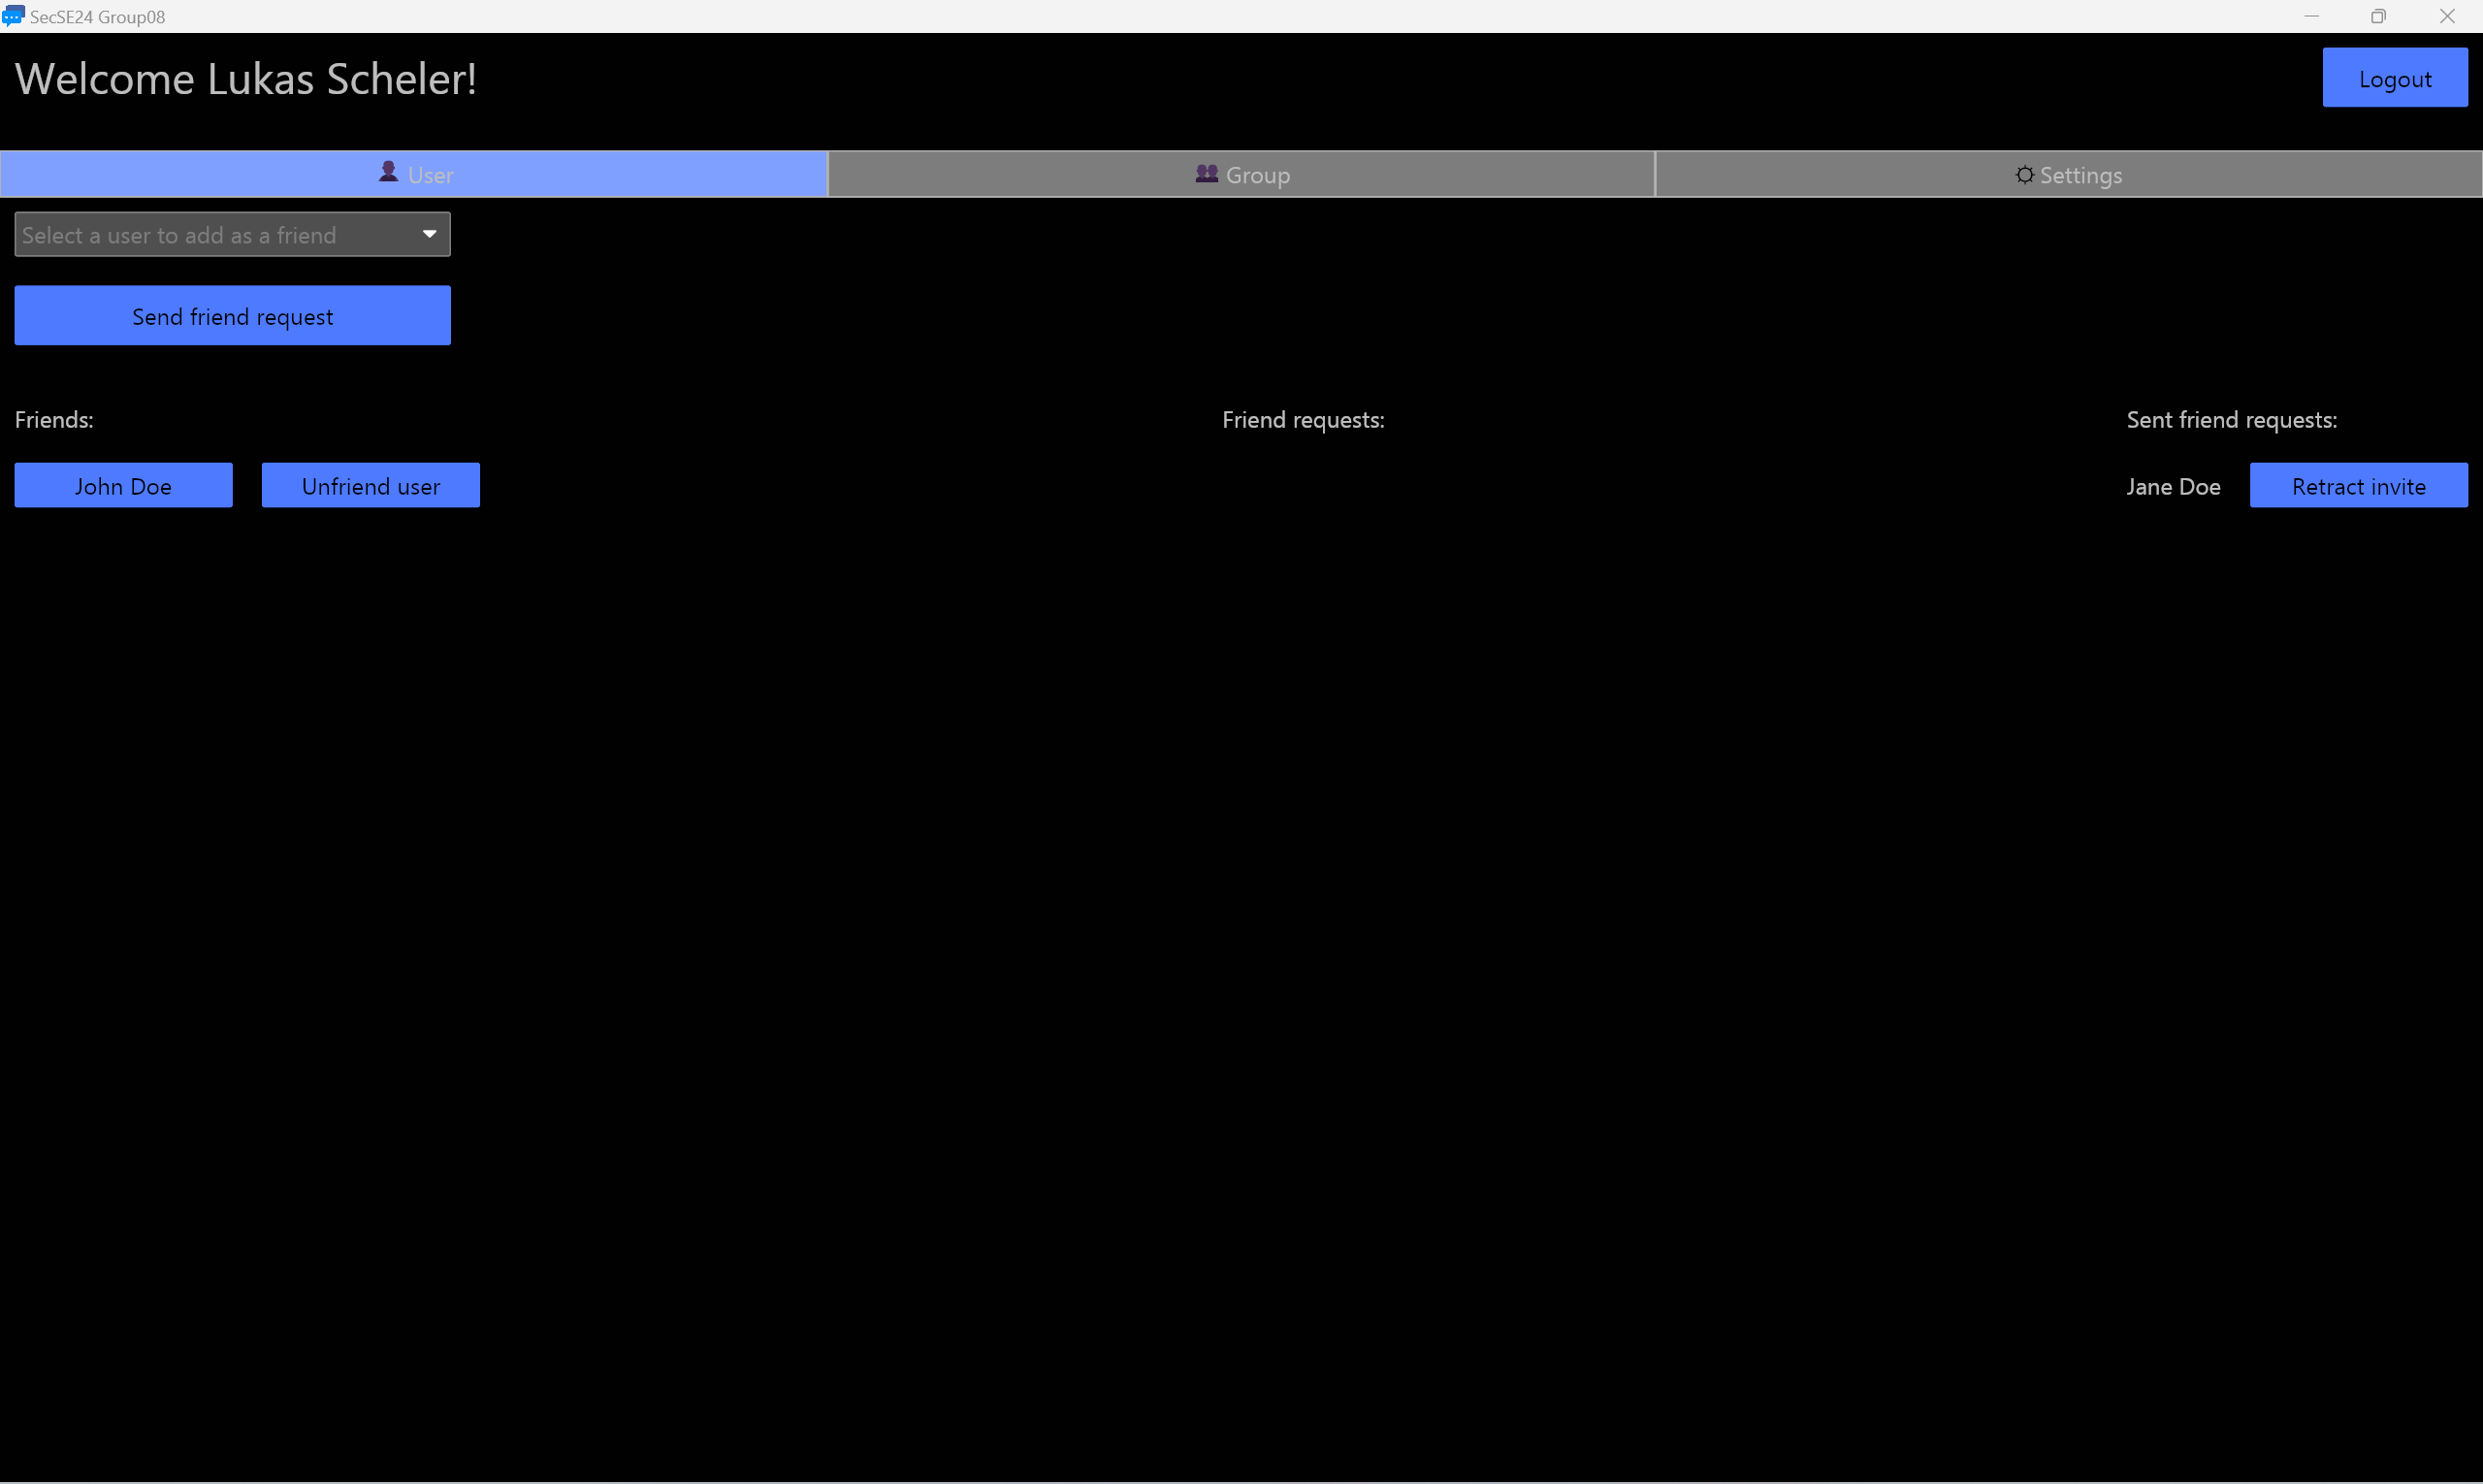 SecSE24 Group08
Welcome Lukas Scheler!
Logout
User
Group
Settings
Select a user to add as a friend
Send friend request
Friends:
Friend requests:
Sent friend requests:
John Doe
Unfriend user
Jane Doe
Retract invite